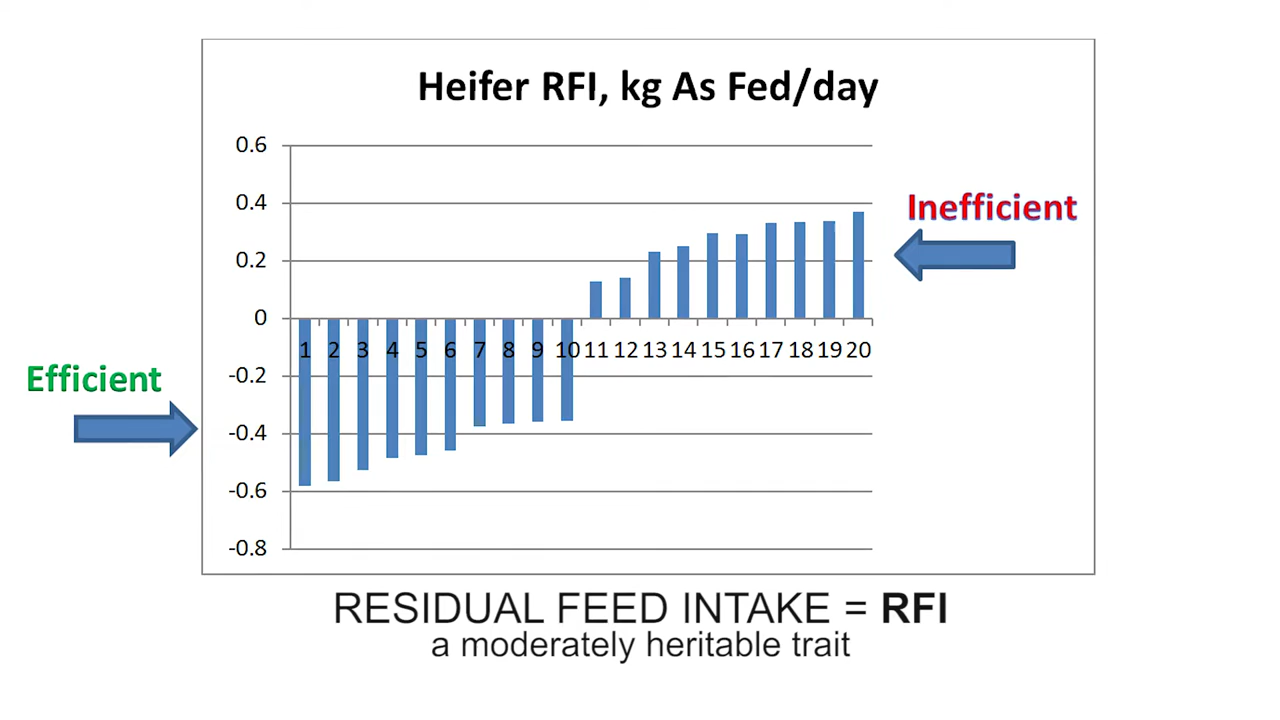 Heifer RFI, kg As Fed/day
0.6
0.4
0.2
0
-0.2
-0.4
-0.6
-0.8
1 2 3 4 5 6 7 8 9 10 11 12 13 14 15 16 17 18 19 20
Inefficient
Efficient
RESIDUAL FEED INTAKE = RFI
a moderately heritable trait